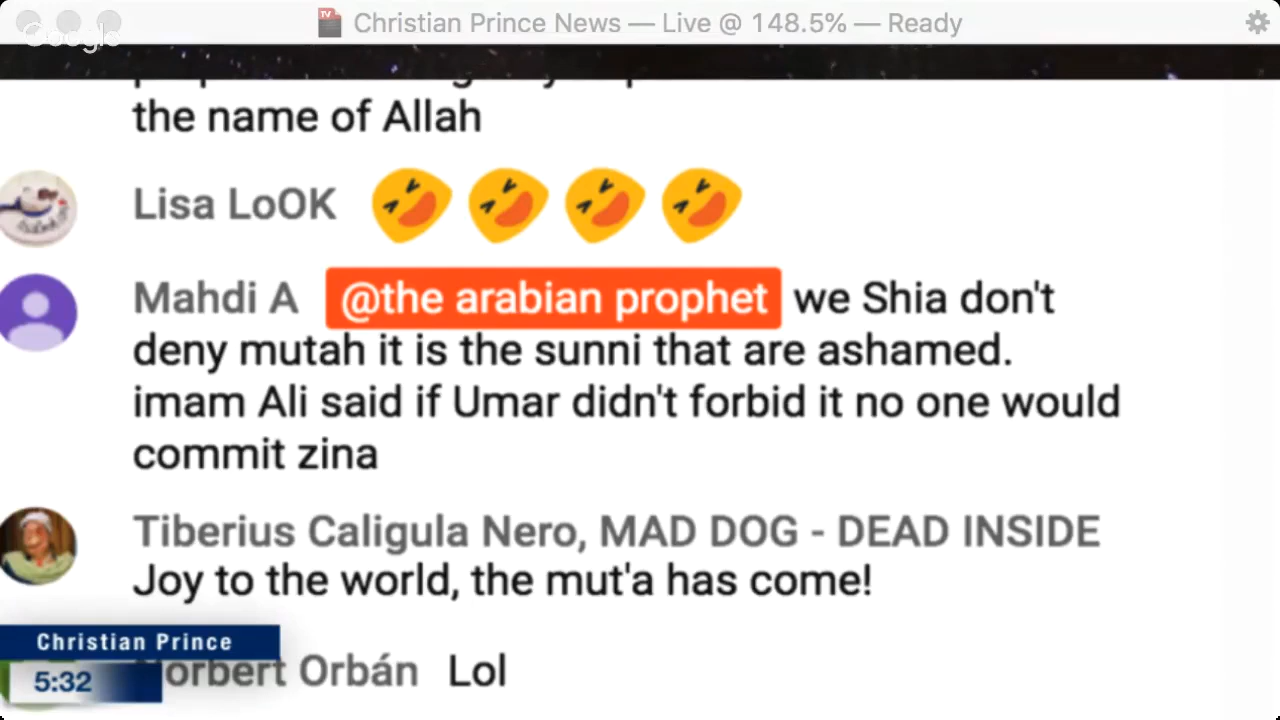 Christian Prince News — Live @ 148.5% — Ready
Google
the name of Allah
Lisa LoOK
Mahdi A @the arabian prophet we Shia don't
deny mutah it is the sunni that are ashamed.
imam Ali said if Umar didn't forbid it no one would
commit zina
Tiberius Caligula Nero, MAD DOG - DEAD INSIDE
Joy to the world, the mut'a has come!
Christian Prince
Norbert Orbán Lol
5:32